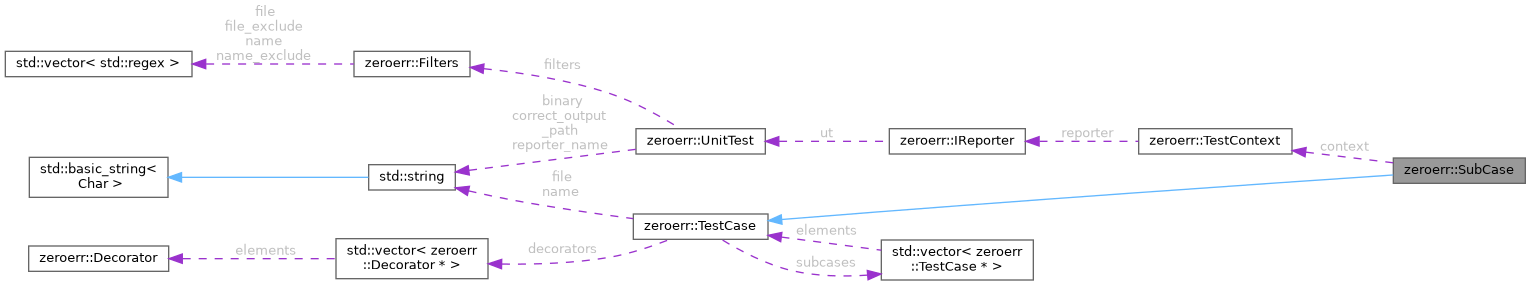 file
file_exclude
name
name_exclude
std::vector< std::regex >
zeroerr::Filters
filters
binary
correct_output
_path
reporter_name
zeroerr::UnitTest
ut
zeroerr::IReporter
reporter
zeroerr::TestContext
context
zeroerr::SubCase
std::basic_string<
Char >
std::string
file
name
zeroerr::TestCase
elements
subcases
std::vector< zeroerr
::TestCase * >
decorators
std::vector< zeroerr
::Decorator * >
elements
zeroerr::Decorator